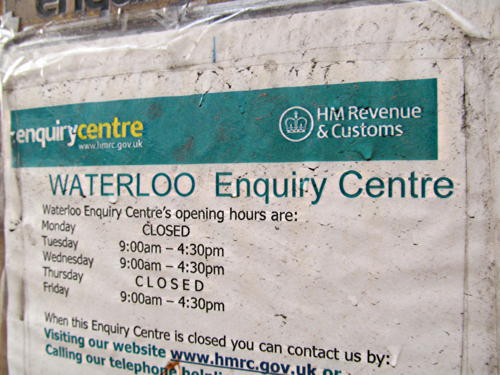 enquiry
enquirycentre
www.hmrc.gov.uk
HM Revenue
& Customs
WATERLOO Enquiry Centre
Waterloo Enquiry Centre's opening hours are:
Monday CLOSED
Tuesday 9:00am – 4:30pm
Wednesday 9:00am – 4:30pm
Thursday CLOSED
Friday 9:00am – 4:30pm
When this Enquiry Centre is closed you can contact us by:
Visiting our website www.hmrc.gov.uk or
Calling our telephone helpline